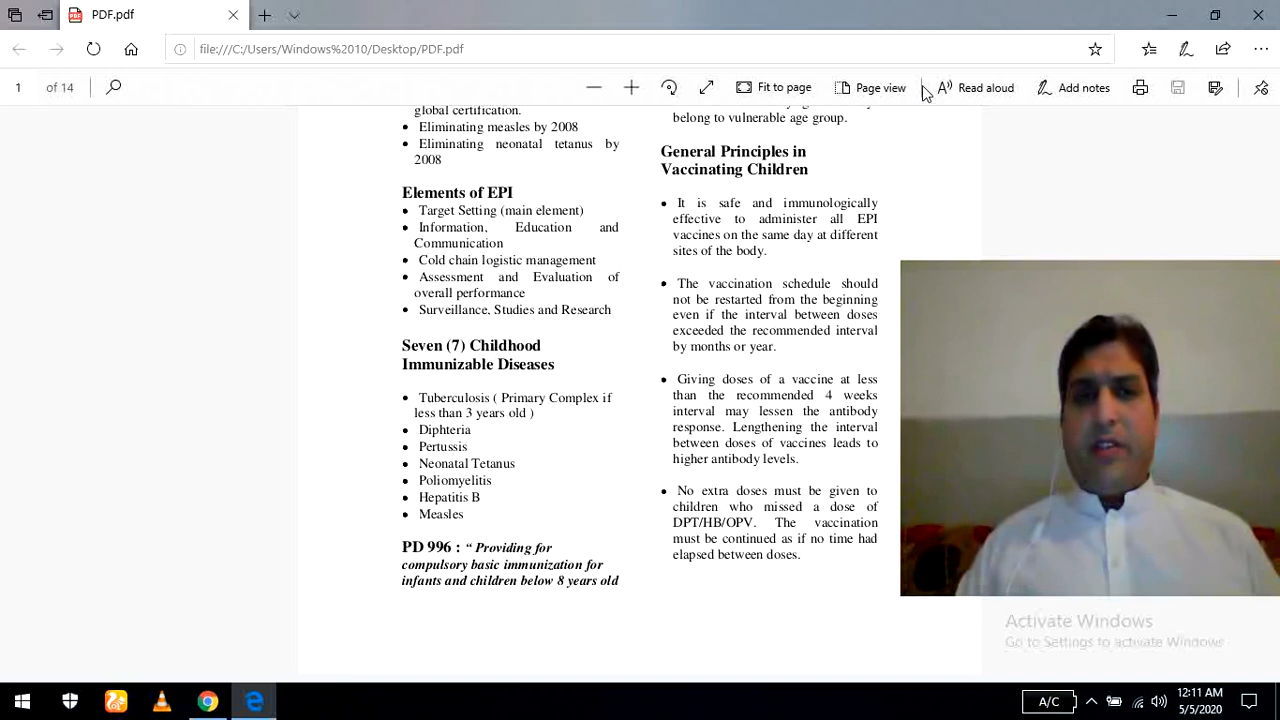 PDF.pdf
file:///C:/Users/Windows%2010/Desktop/PDF.pdf
1 of 14
Fit to page
Page view
Read aloud
Add notes
global certification.
• Eliminating measles by 2008
• Eliminating neonatal tetanus by
2008
Elements of EPI
• Target Setting (main element)
• Information, Education and
Communication
• Cold chain logistic management
• Assessment and Evaluation of
overall performance
• Surveillance, Studies and Research
Seven (7) Childhood
Immunizable Diseases
• Tuberculosis ( Primary Complex if
less than 3 years old )
• Diphteria
• Pertussis
• Neonatal Tetanus
• Poliomyelitis
• Hepatitis B
• Measles
PD 996 : “ Providing for
compulsory basic immunization for
infants and children below 8 years old
belong to vulnerable age group.
General Principles in
Vaccinating Children
• It is safe and immunologically
effective to administer all EPI
vaccines on the same day at different
sites of the body.
• The vaccination schedule should
not be restarted from the beginning
even if the interval between doses
exceeded the recommended interval
by months or year.
• Giving doses of a vaccine at less
than the recommended 4 weeks
interval may lessen the antibody
response. Lengthening the interval
between doses of vaccines leads to
higher antibody levels.
• No extra doses must be given to
children who missed a dose of
DPT/HB/OPV. The vaccination
must be continued as if no time had
elapsed between doses.
Activate Windows
Go to Settings to activate Windows.
A/C
12:11 AM
5/5/2020